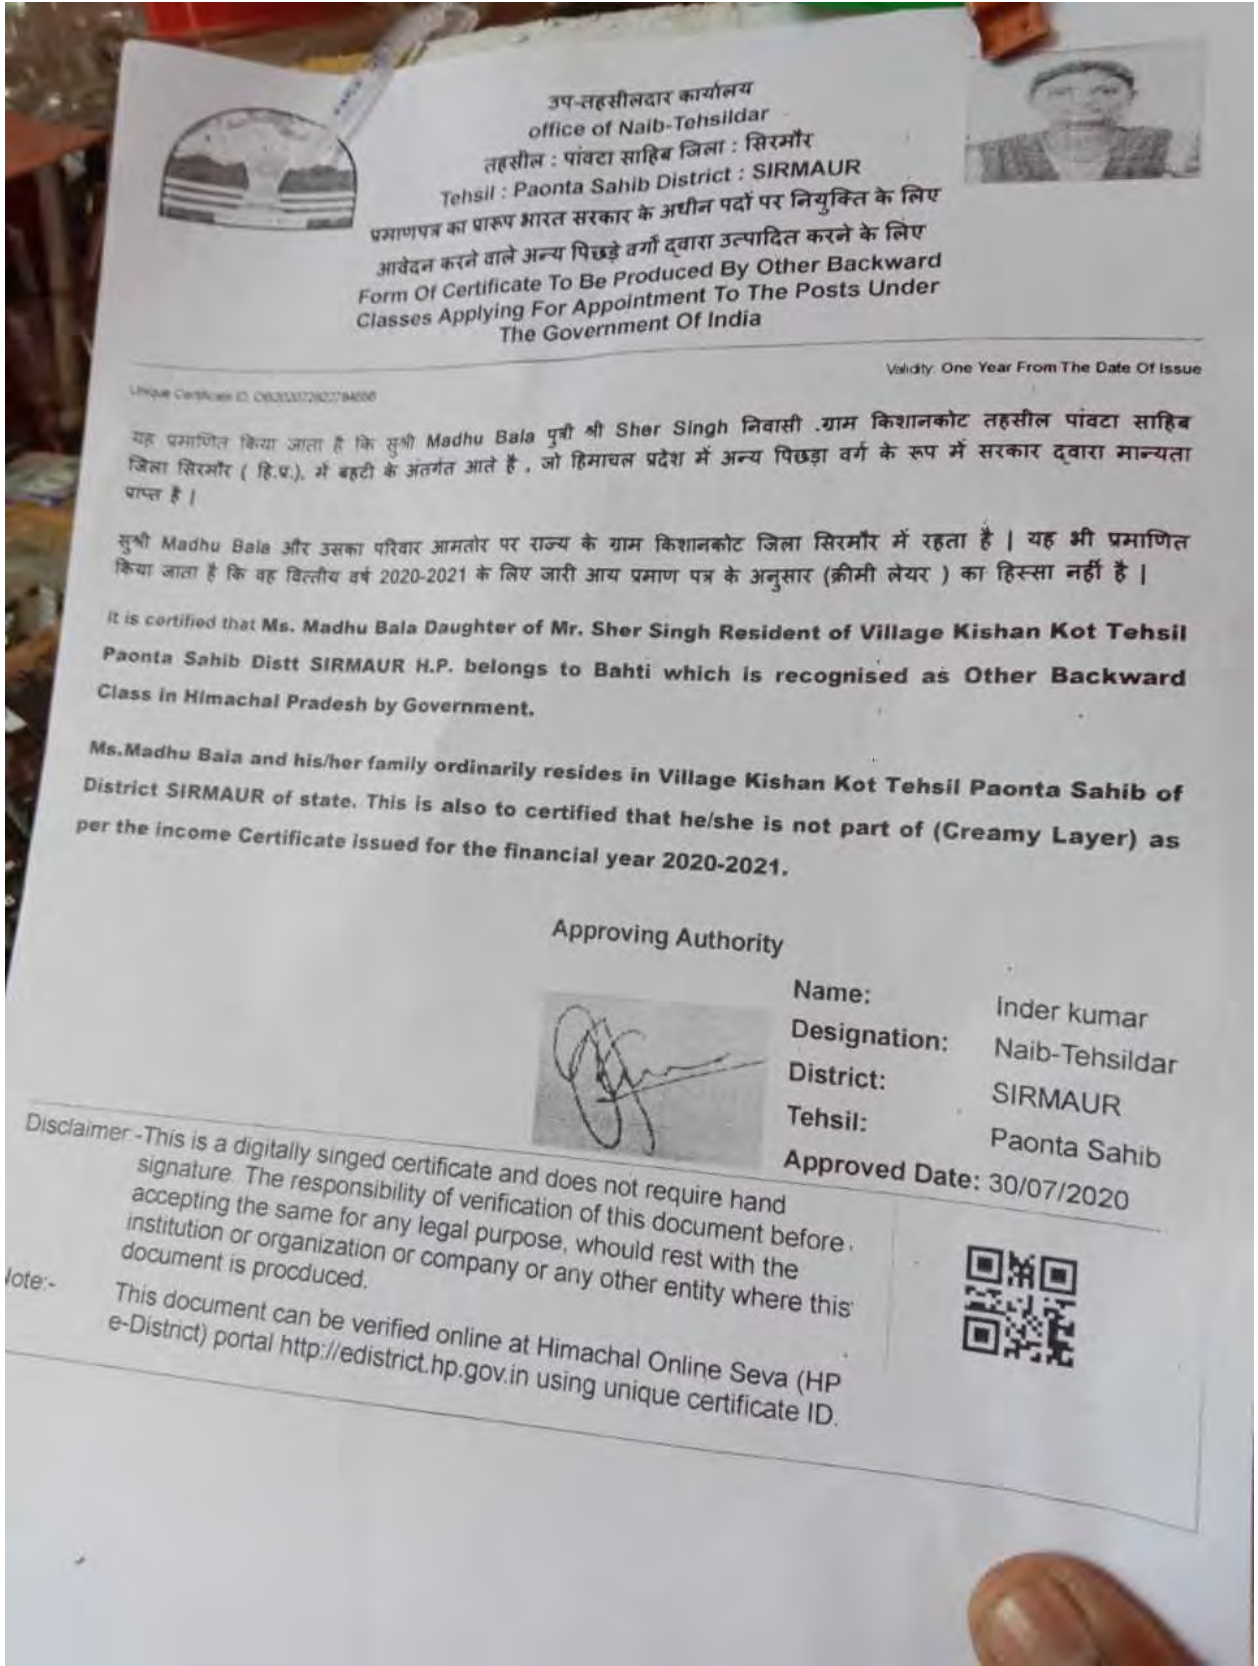 उप-तहसीलदार कार्यालय
office of Naib-Tehsildar
तहसील : पांवटा साहिब जिला : सिरमौर
Tehsil : Paonta Sahib District : SIRMAUR
प्रमाणपत्र का प्रारूप भारत सरकार के अधीन पदों पर नियुक्ति के लिए
आवेदन करने वाले अन्य पिछड़े वर्गों द्वारा उत्पादित करने के लिए
Form Of Certificate To Be Produced By Other Backward
Classes Applying For Appointment To The Posts Under
The Government Of India
Validity: One Year From The Date Of Issue
Unique Certificate ID:
यह प्रमाणित किया जाता है कि सुश्री Madhu Bala पुत्री श्री Sher Singh निवासी .ग्राम किशानकोट तहसील पांवटा साहिब
जिला सिरमौर ( हि.प्र.), में बहटी के अंतर्गत आते है , जो हिमाचल प्रदेश में अन्य पिछड़ा वर्ग के रूप में सरकार द्वारा मान्यता
प्राप्त है |
सुश्री Madhu Bala और उसका परिवार आमतोर पर राज्य के ग्राम किशानकोट जिला सिरमौर में रहता है | यह भी प्रमाणित
किया जाता है कि वह वित्तीय वर्ष 2020-2021 के लिए जारी आय प्रमाण पत्र के अनुसार (क्रीमी लेयर ) का हिस्सा नहीं है |
It is certified that Ms. Madhu Bala Daughter of Mr. Sher Singh Resident of Village Kishan Kot Tehsil
Paonta Sahib Distt SIRMAUR H.P. belongs to Bahti which is recognised as Other Backward
Class in Himachal Pradesh by Government.
Ms.Madhu Bala and his/her family ordinarily resides in Village Kishan Kot Tehsil Paonta Sahib of
District SIRMAUR of state. This is also to certified that he/she is not part of (Creamy Layer) as
per the income Certificate issued for the financial year 2020-2021.
Approving Authority
Name: Inder kumar
Designation: Naib-Tehsildar
District: SIRMAUR
Tehsil: Paonta Sahib
Approved Date: 30/07/2020
Disclaimer:-This is a digitally singed certificate and does not require hand
signature. The responsibility of verification of this document before
accepting the same for any legal purpose, whould rest with the
institution or organization or company or any other entity where this
document is procduced.
lote:- This document can be verified online at Himachal Online Seva (HP
e-District) portal http://edistrict.hp.gov.in using unique certificate ID.